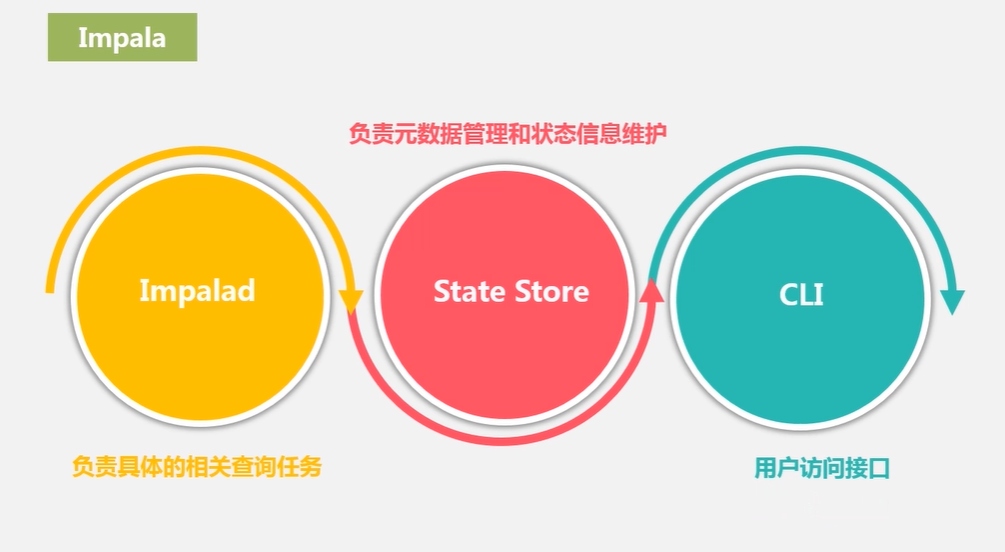 Impala
负责元数据管理和状态信息维护
Impalad
State Store
CLI
负责具体的相关查询任务
用户访问接口